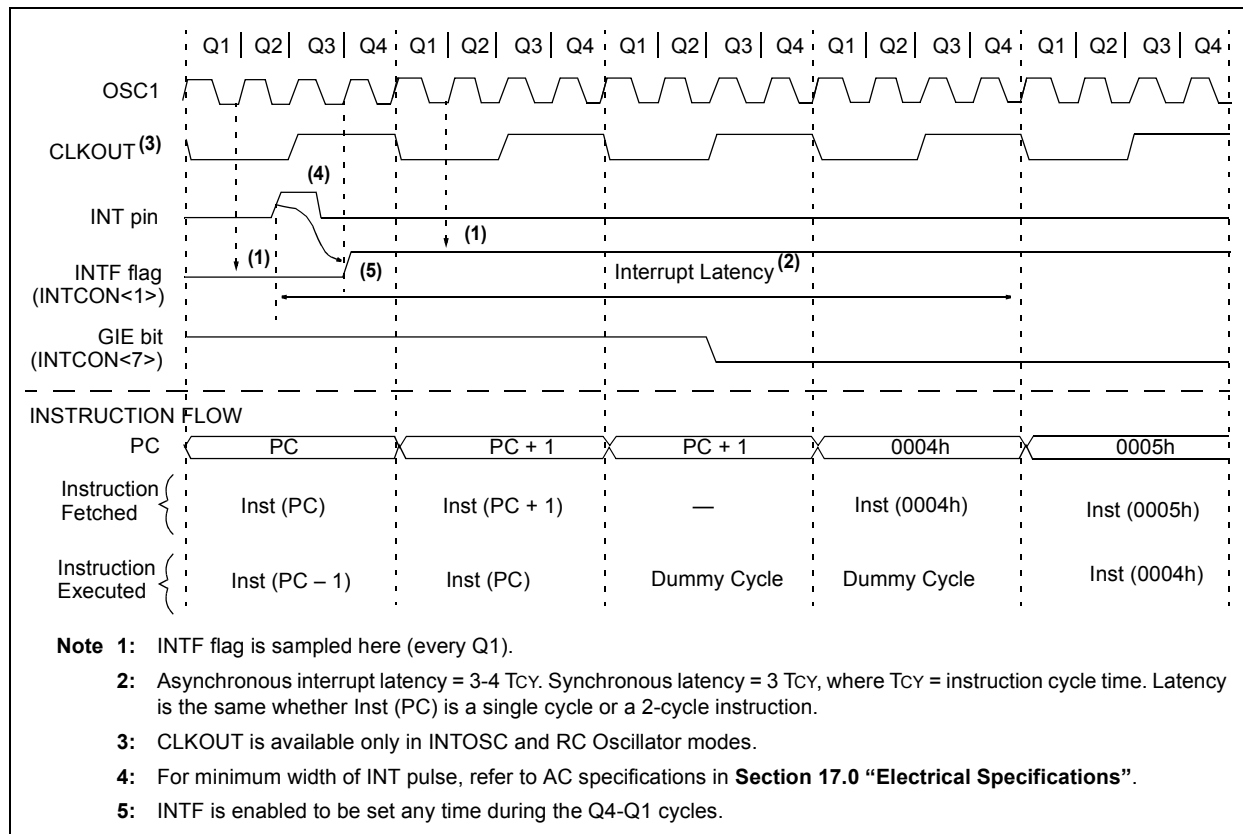 Q1 | Q2 | Q3 | Q4 Q1 | Q2 | Q3 | Q4 Q1 | Q2 | Q3 | Q4 Q1 | Q2 | Q3 | Q4 Q1 | Q2 | Q3 | Q4
OSC1
CLKOUT (3)
(4)
INT pin
(1)
(1)
(5)
INTF flag
(INTCON<1>)
Interrupt Latency (2)
GIE bit
(INTCON<7>)
INSTRUCTION FLOW
PC PC PC + 1 PC + 1 0004h 0005h
Instruction
Fetched
Inst (PC) Inst (PC + 1) — Inst (0004h) Inst (0005h)
Instruction
Executed
Inst (PC – 1) Inst (PC) Dummy Cycle Dummy Cycle Inst (0004h)
Note 1: INTF flag is sampled here (every Q1).
2: Asynchronous interrupt latency = 3-4 TCY. Synchronous latency = 3 TCY, where TCY = instruction cycle time. Latency
is the same whether Inst (PC) is a single cycle or a 2-cycle instruction.
3: CLKOUT is available only in INTOSC and RC Oscillator modes.
4: For minimum width of INT pulse, refer to AC specifications in Section 17.0 “Electrical Specifications”.
5: INTF is enabled to be set any time during the Q4-Q1 cycles.